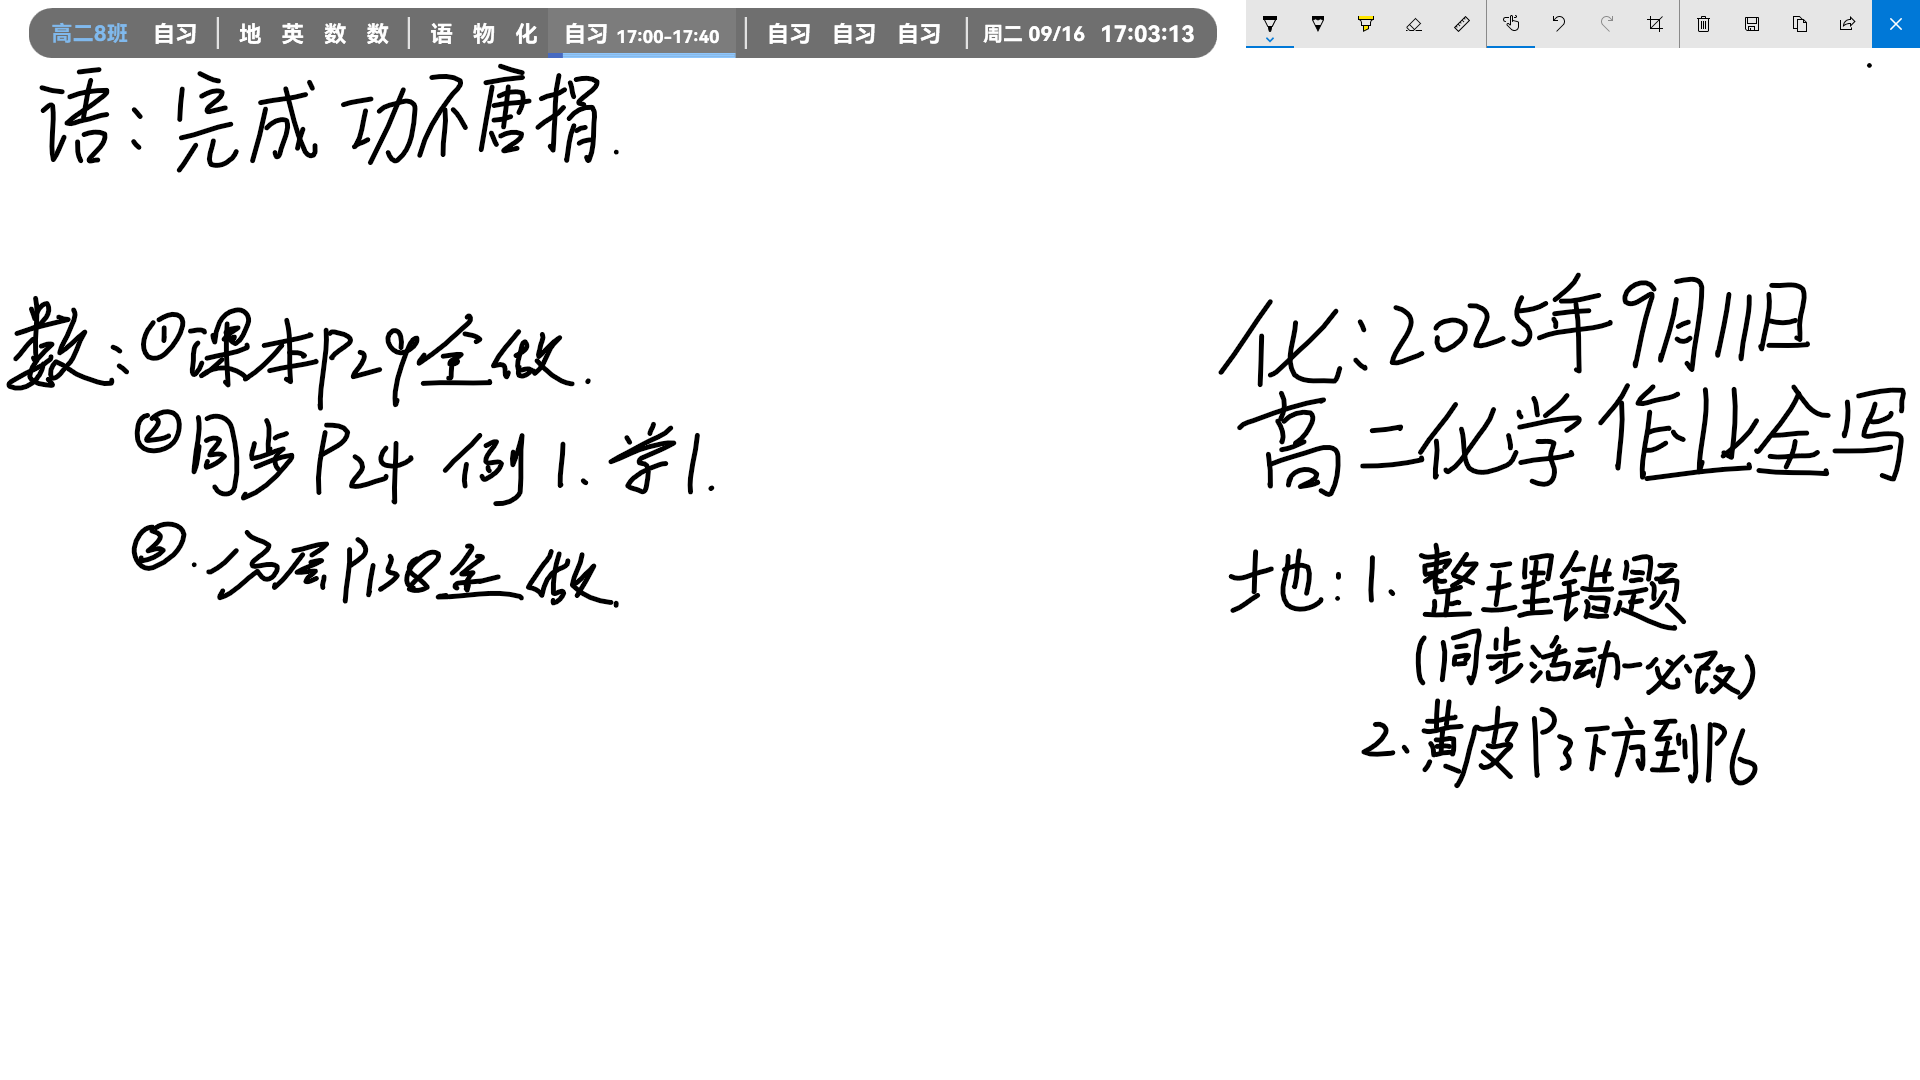 高二8班 自习 | 地 英 数 数 | 语 物 化 自习 17:00-17:40 | 自习 自习 自习 | 周二 09/16 17:03:13
语：完成功不唐捐.
数：①课本P29全做.
②同步P24 例1、学1.
③.分层P138全做.
化：2025年9月11日
高二化学作业全写
地：1. 整理错题
(同步活动一必改)
2. 黄皮P3下方到P6